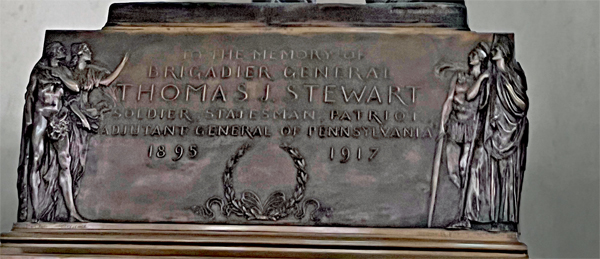 TO THE MEMORY OF
BRIGADIER GENERAL
THOMAS J. STEWART
SOLDIER, STATESMAN, PATRIOT.
ADJUTANT GENERAL OF PENNSYLVANIA
1895 1917